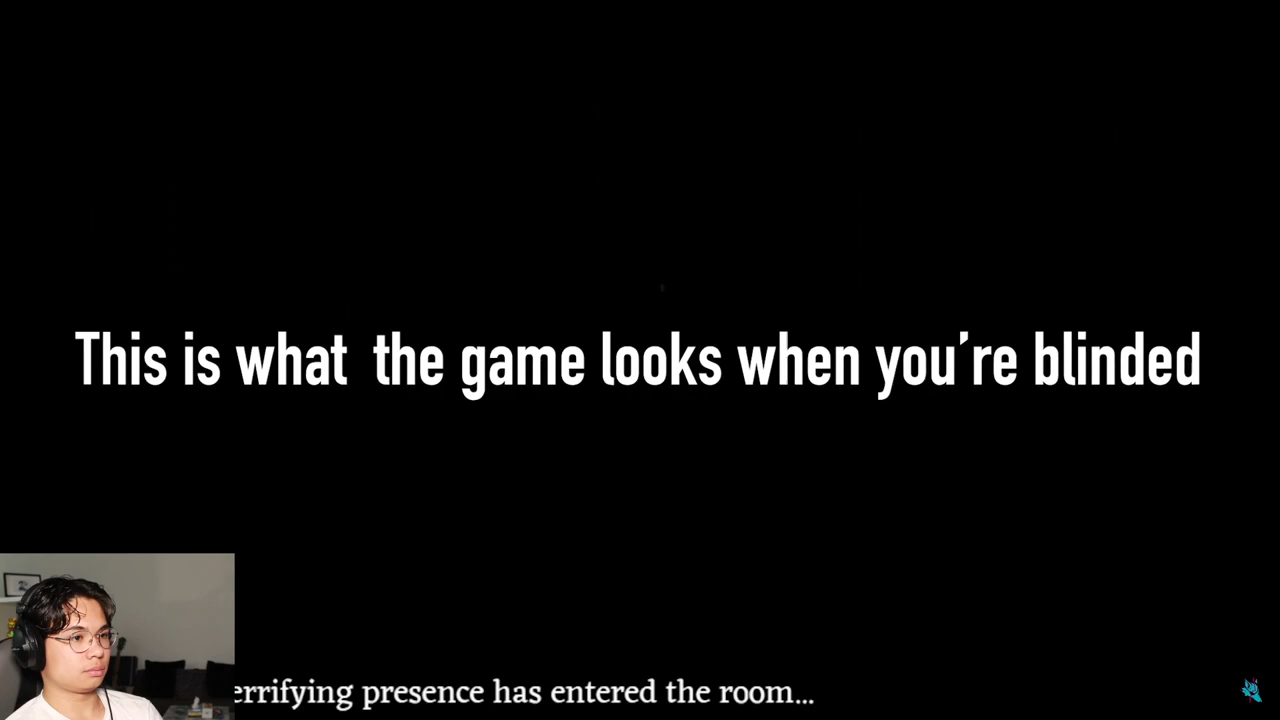 This is what the game looks when you're blinded
errifying presence has entered the room...